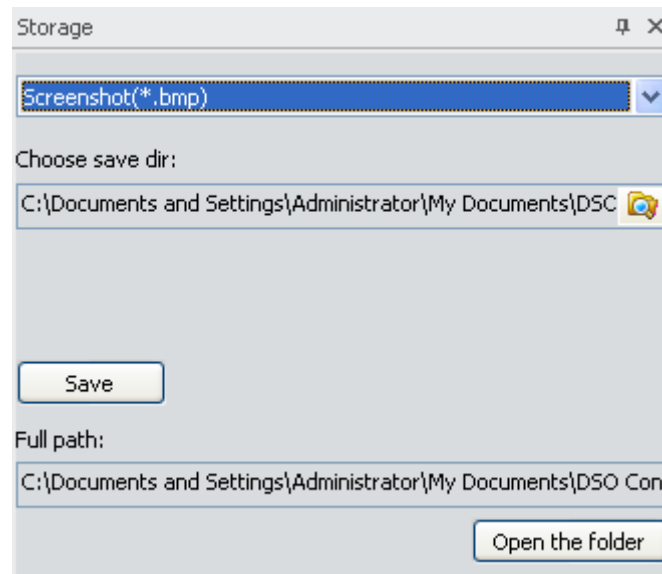 Storage
Screenshot(*.bmp)
Choose save dir:
C:\Documents and Settings\Administrator\My Documents\DSC
Save
Full path:
C:\Documents and Settings\Administrator\My Documents\DSO Con
Open the folder